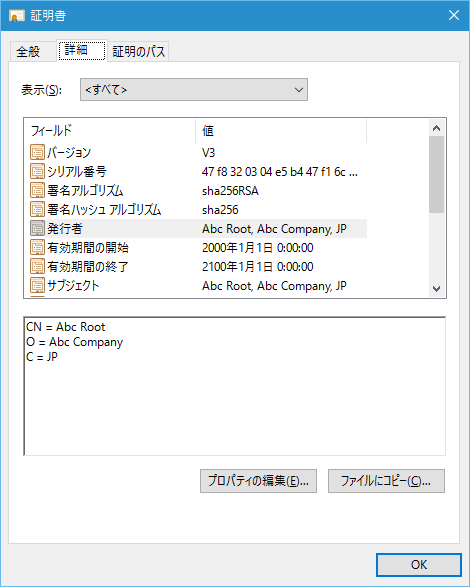 証明書
全般
詳細
証明のパス
表示(S):
<すべて>
フィールド 値
バージョン V3
シリアル番号 47 f8 32 03 04 e5 b4 47 f1 6c ...
署名アルゴリズム sha256RSA
署名ハッシュ アルゴリズム sha256
発行者 Abc Root, Abc Company, JP
有効期間の開始 2000年1月1日 0:00:00
有効期間の終了 2100年1月1日 0:00:00
サブジェクト Abc Root, Abc Company, JP
CN = Abc Root
O = Abc Company
C = JP
プロパティの編集(E)...
ファイルにコピー(C)...
OK